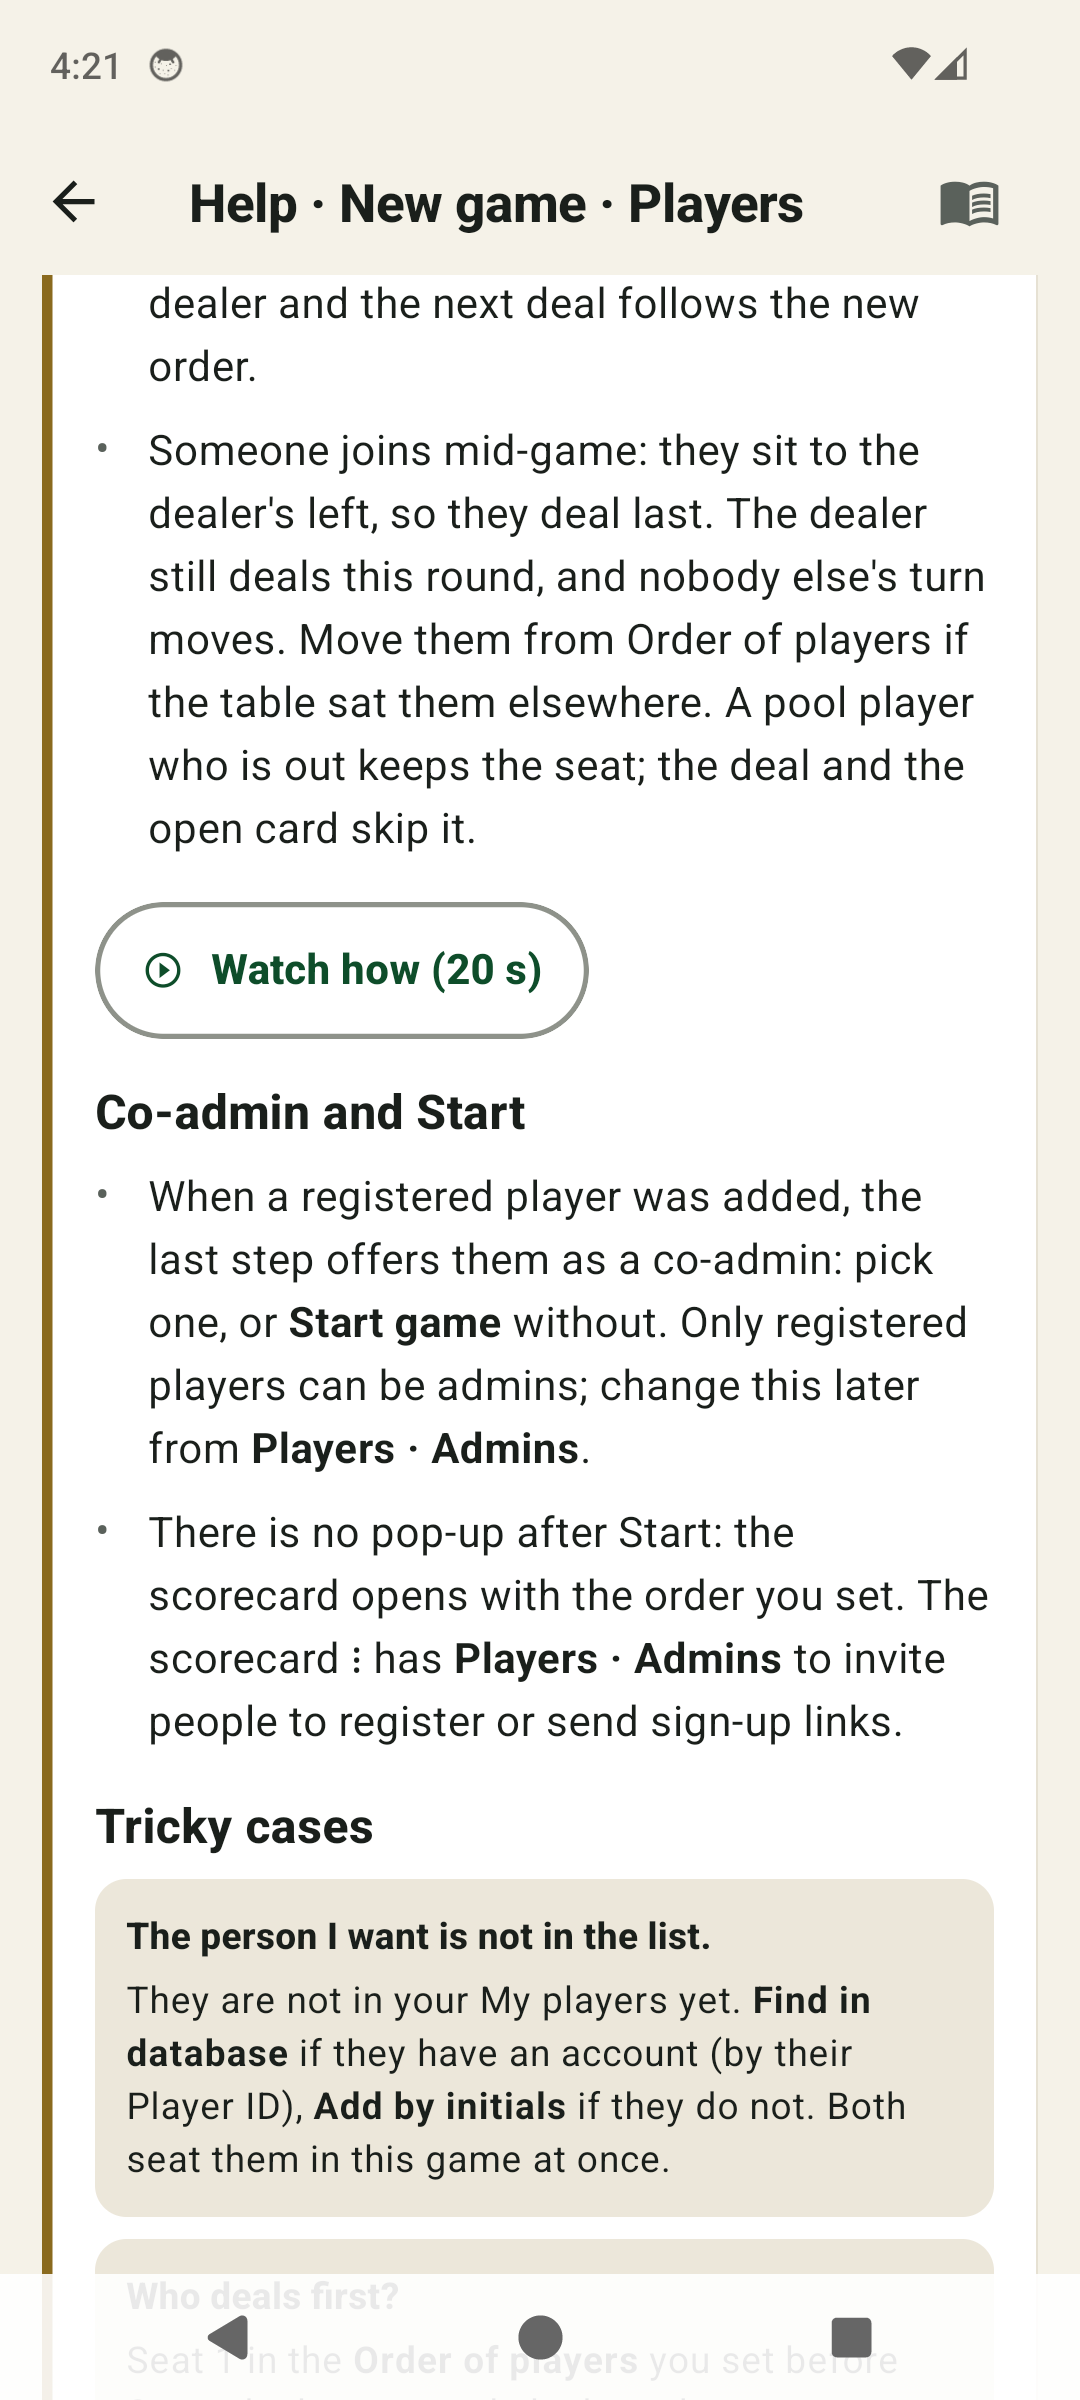 4:21
Help · New game · Players
dealer and the next deal follows the new
order.
• Someone joins mid-game: they sit to the
dealer's left, so they deal last. The dealer
still deals this round, and nobody else's turn
moves. Move them from Order of players if
the table sat them elsewhere. A pool player
who is out keeps the seat; the deal and the
open card skip it.
Watch how (20 s)
Co-admin and Start
• When a registered player was added, the
last step offers them as a co-admin: pick
one, or Start game without. Only registered
players can be admins; change this later
from Players · Admins.
• There is no pop-up after Start: the
scorecard opens with the order you set. The
scorecard ⋮ has Players · Admins to invite
people to register or send sign-up links.
Tricky cases
The person I want is not in the list.
They are not in your My players yet. Find in
database if they have an account (by their
Player ID), Add by initials if they do not. Both
seat them in this game at once.
Who deals first?
Seat 1 in the Order of players you set before